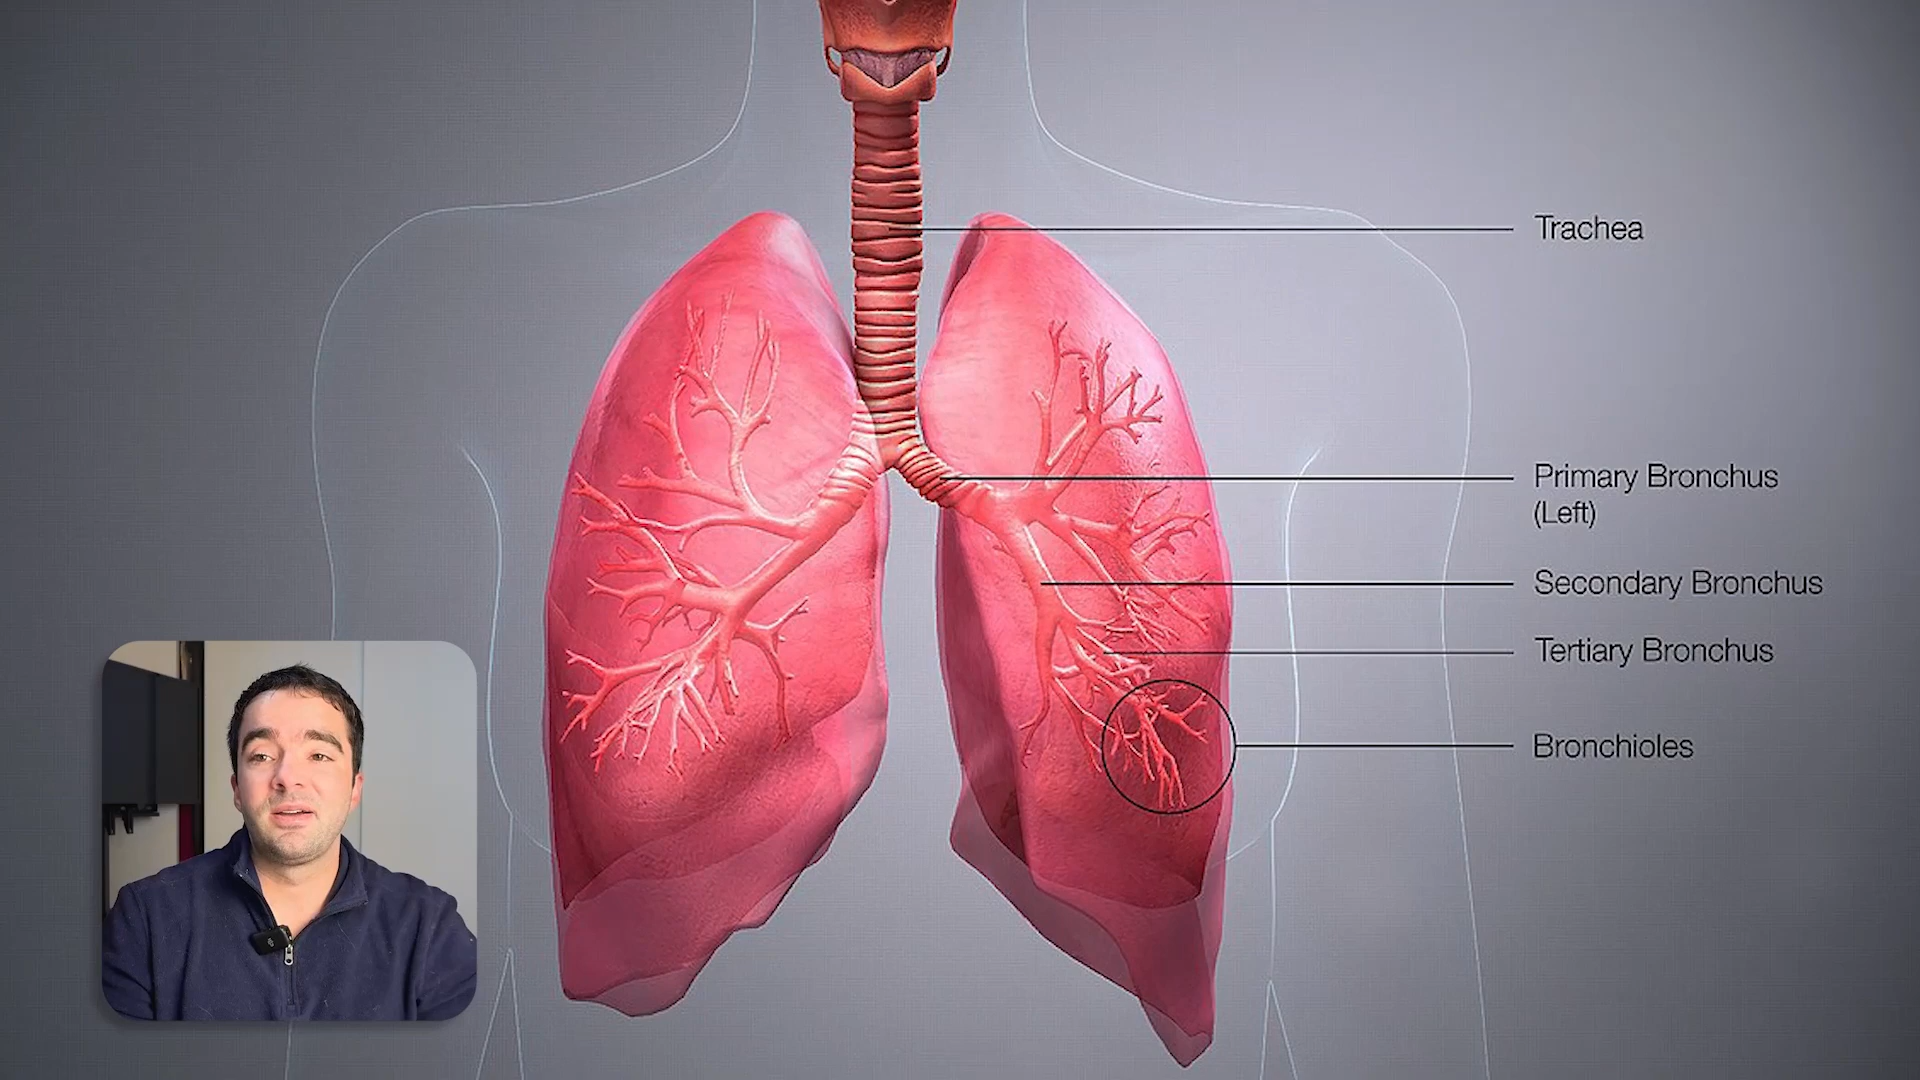 Trachea
Primary Bronchus
(Left)
Secondary Bronchus
Tertiary Bronchus
Bronchioles